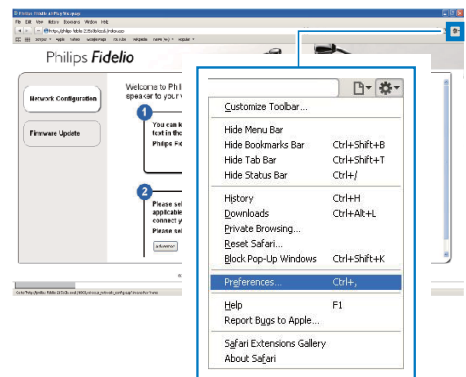 Philips Fidelio
Network Configuration
Firmware Update
Welcome to Phil
speaker to your
1
You can k
text in the
Philips Fi
2
Please sel
applicable
connect y
Please sel
Customize Toolbar...
Hide Menu Bar
Hide Bookmarks Bar Ctrl+Shift+B
Hide Tab Bar Ctrl+Shift+T
Hide Status Bar Ctrl+/
History Ctrl+H
Downloads Ctrl+Alt+L
Private Browsing...
Reset Safari...
Block Pop-Up Windows Ctrl+Shift+K
Preferences... Ctrl+,
Help F1
Report Bugs to Apple...
Safari Extensions Gallery
About Safari